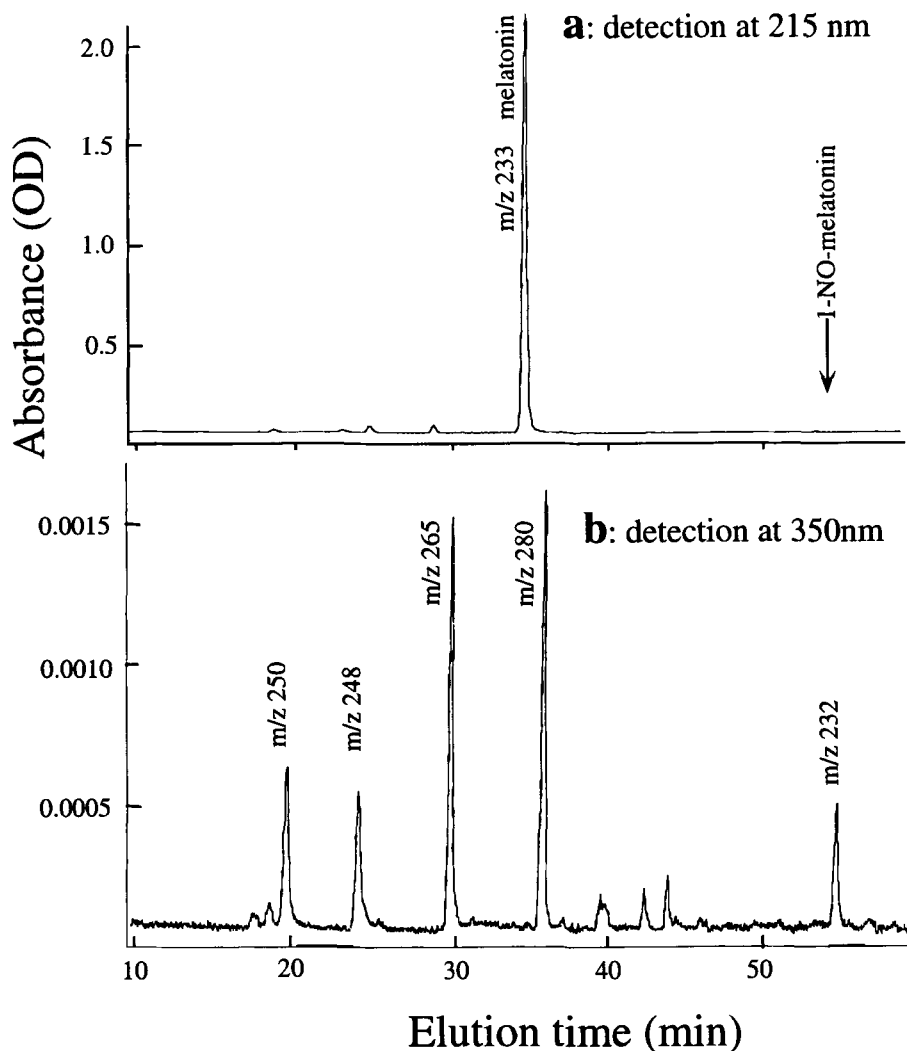 a: detection at 215 nm
Absorbance (OD)
2.0
1.5
1.0
0.5
m/z 233 melatonin
1-NO-melatonin
b: detection at 350nm
0.0015
0.0010
0.0005
m/z 250
m/z 248
m/z 265
m/z 280
m/z 232
10
20
30
40
50
Elution time (min)